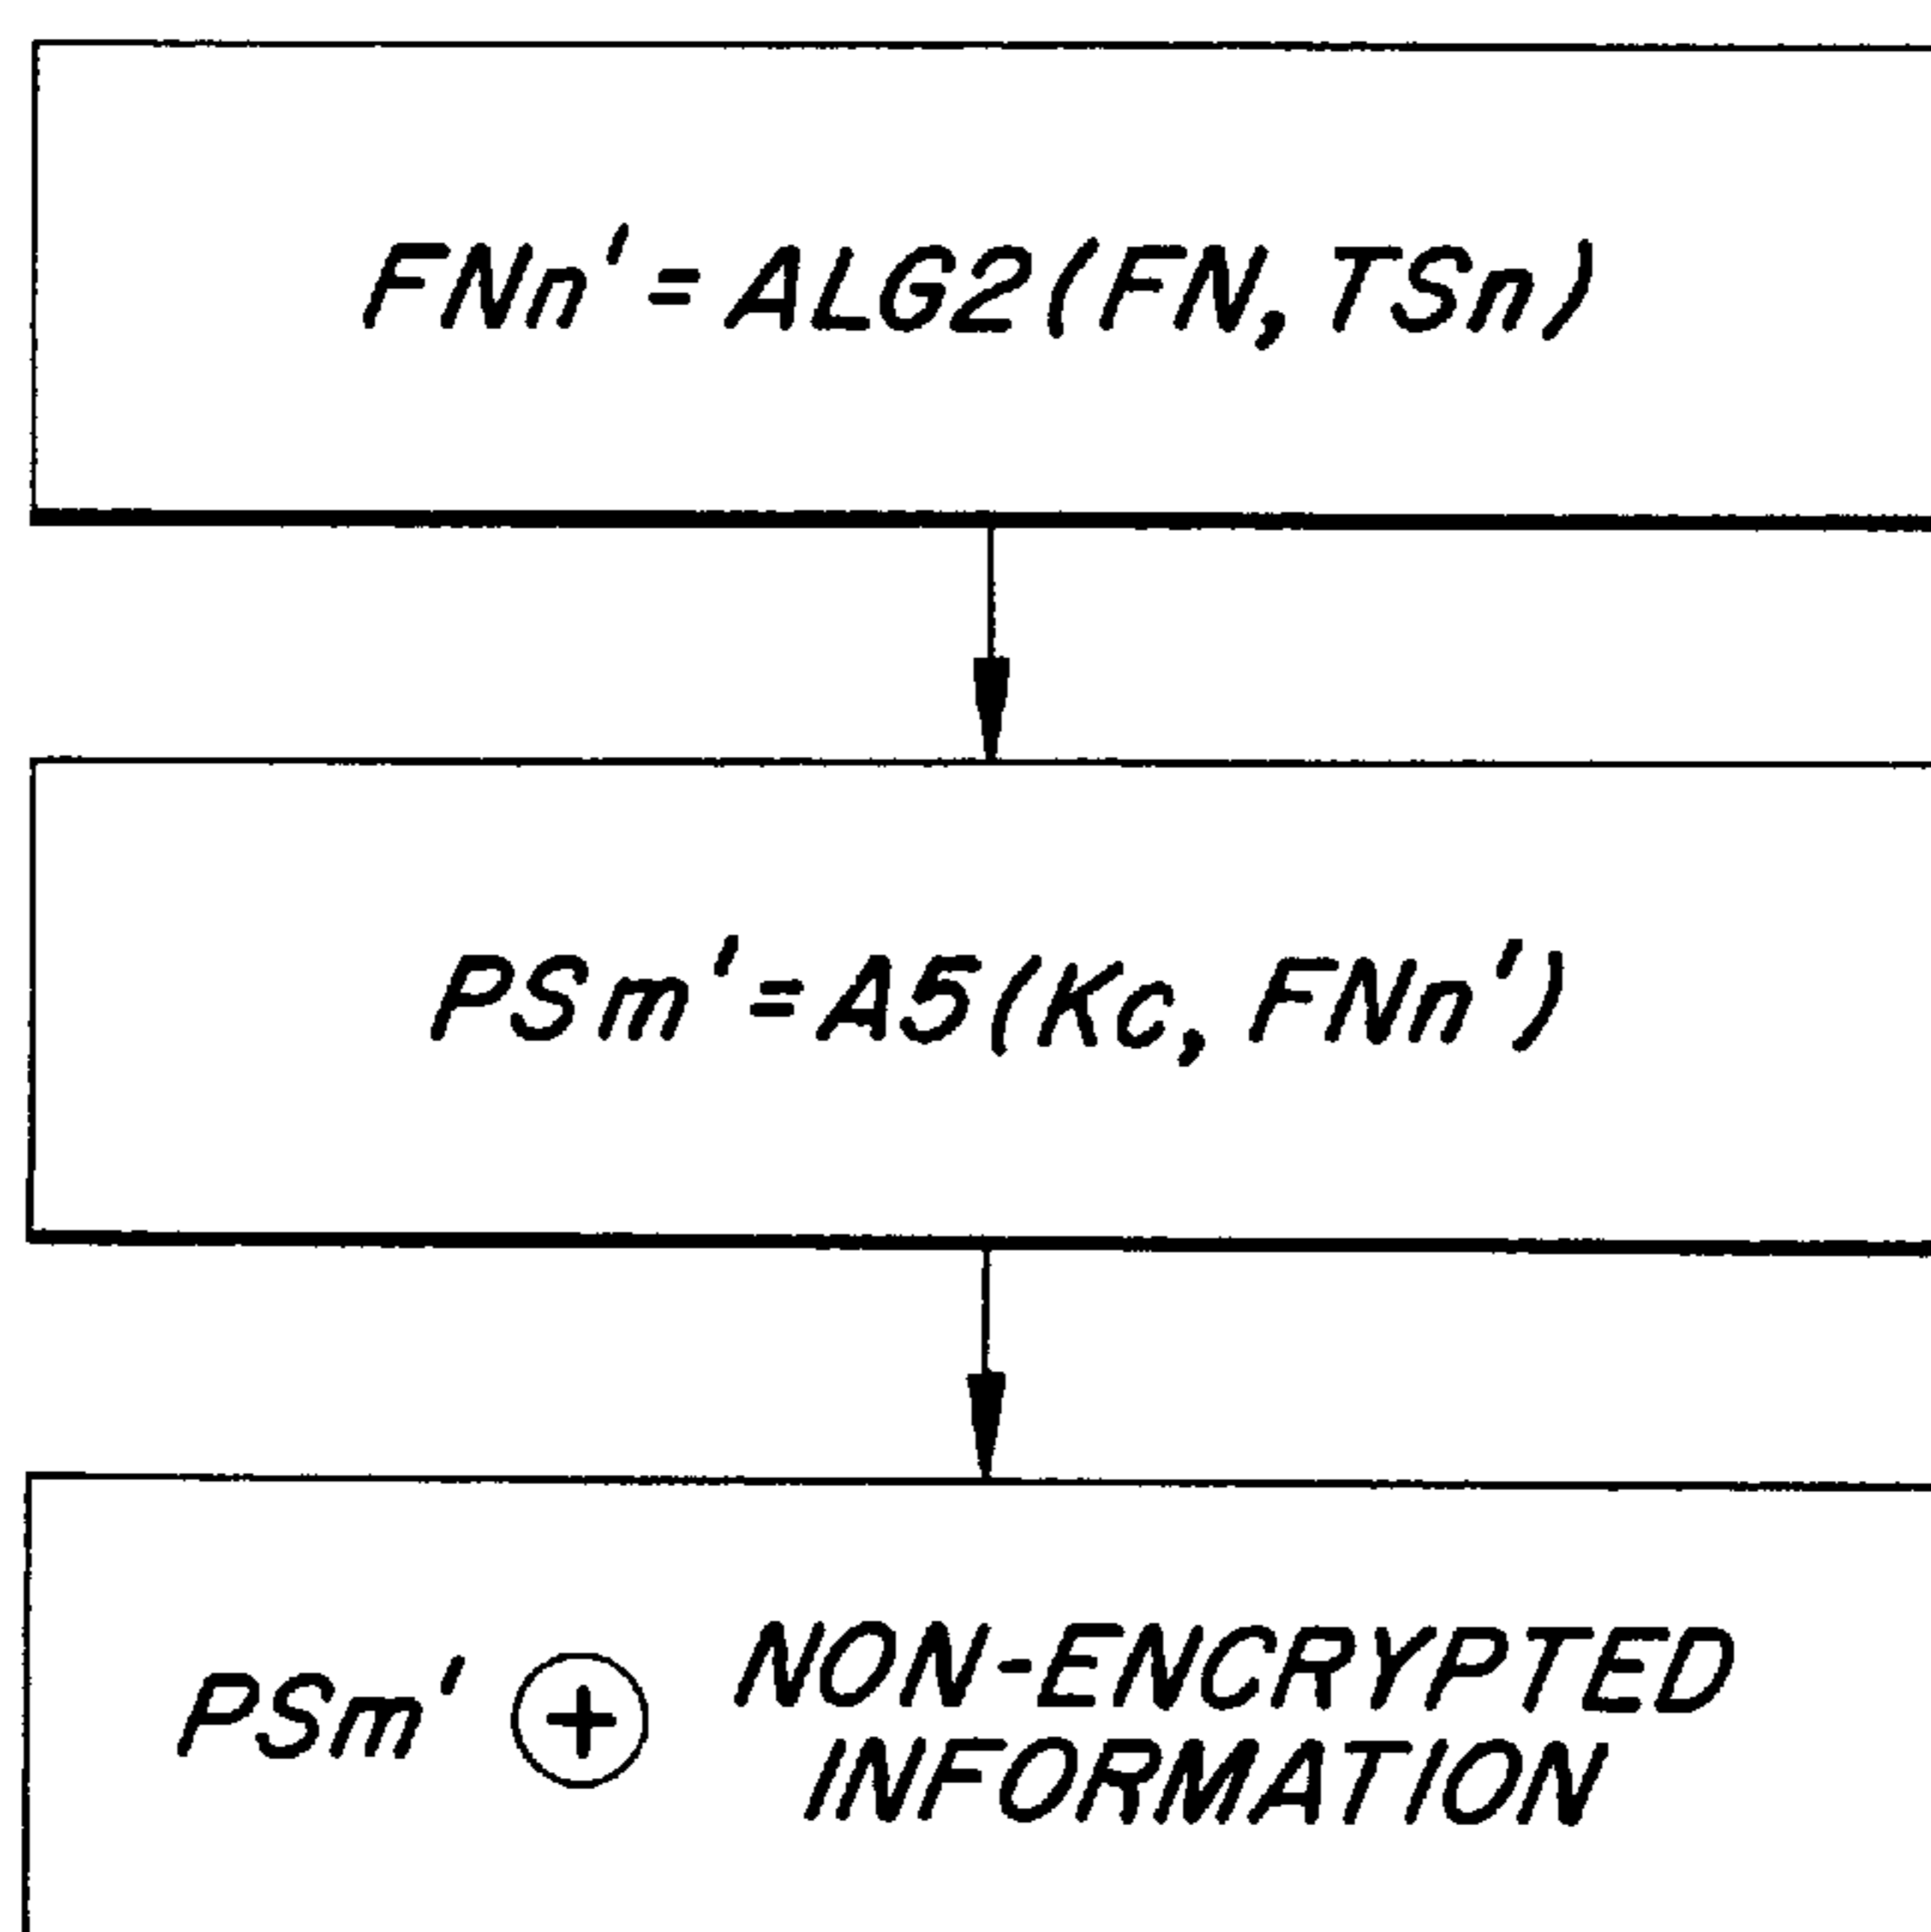 FNn'=ALG2(FN,TSn)
PSm'=A5(Kc,FNn')
PSm' ⊕ NON-ENCRYPTED
INFORMATION